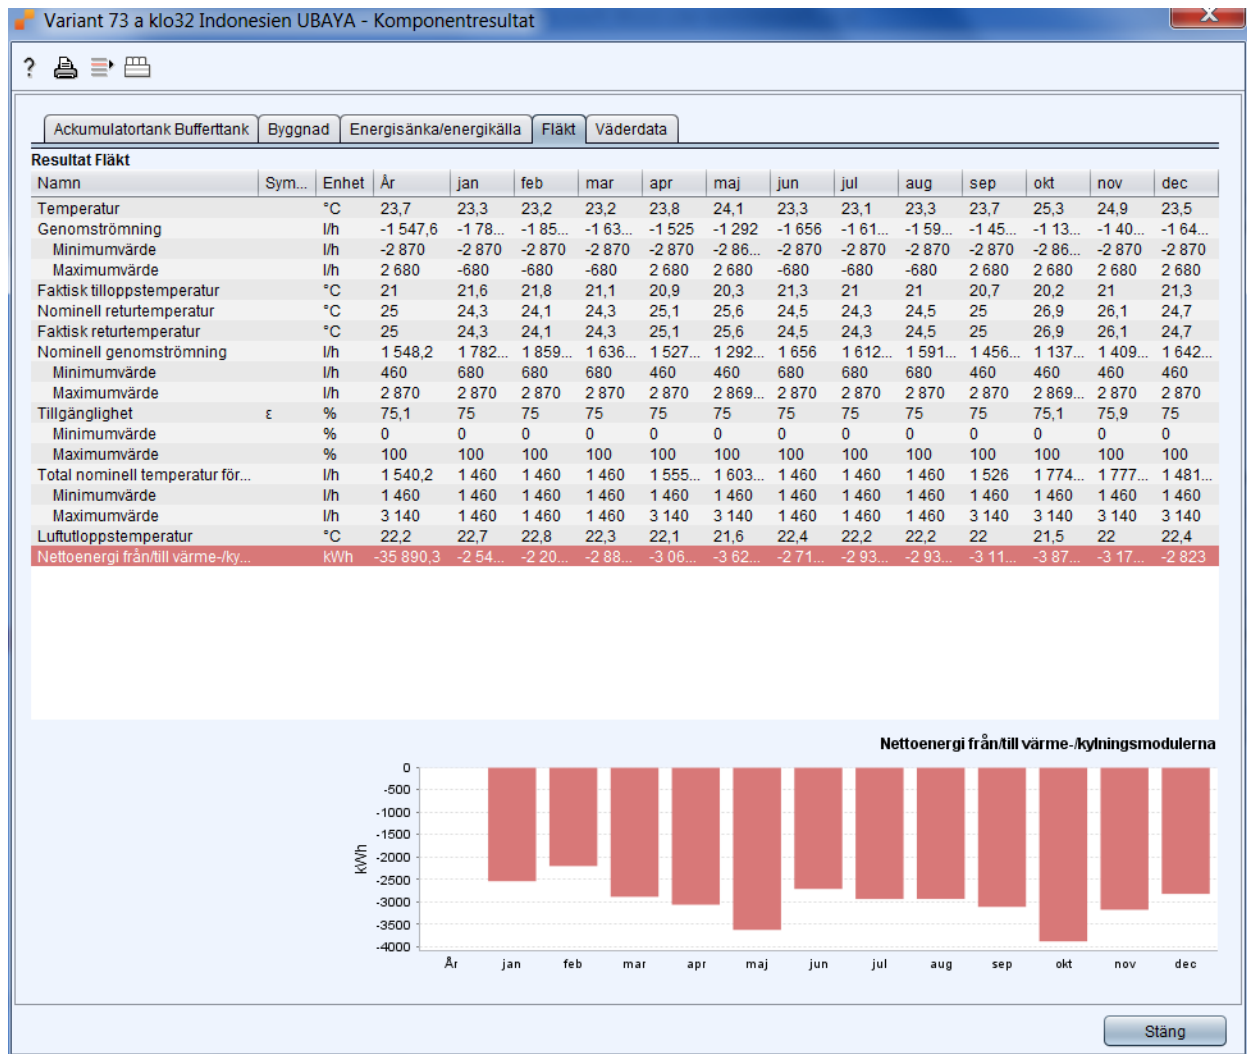 Variant 73 a klo32 Indonesien UBAYA - Komponentresultat
X
?
Ackumulatortank Bufferttank Byggnad Energisänka/energikälla Fläkt Väderdata
Resultat Fläkt
Namn Sym... Enhet År jan feb mar apr maj jun jul aug sep okt nov dec
Temperatur °C 23,7 23,3 23,2 23,2 23,8 24,1 23,3 23,1 23,3 23,7 25,3 24,9 23,5
Genomströmning l/h -1 547,6 -1 78... -1 85... -1 63... -1 525 -1 292 -1 656 -1 61... -1 59... -1 45... -1 13... -1 40... -1 64...
Minimumvärde l/h -2 870 -2 870 -2 870 -2 870 -2 870 -2 86... -2 870 -2 870 -2 870 -2 870 -2 86... -2 870 -2 870
Maximumvärde l/h 2 680 -680 -680 -680 2 680 2 680 -680 -680 -680 2 680 2 680 2 680 2 680
Faktisk tilloppstemperatur °C 21 21,6 21,8 21,1 20,9 20,3 21,3 21 21 20,7 20,2 21 21,3
Nominell returtemperatur °C 25 24,3 24,1 24,3 25,1 25,6 24,5 24,3 24,5 25 26,9 26,1 24,7
Faktisk returtemperatur °C 25 24,3 24,1 24,3 25,1 25,6 24,5 24,3 24,5 25 26,9 26,1 24,7
Nominell genomströmning l/h 1 548,2 1 782... 1 859... 1 636... 1 527... 1 292... 1 656 1 612... 1 591... 1 456... 1 137... 1 409... 1 642...
Minimumvärde l/h 460 680 680 680 460 460 680 680 680 460 460 460 460
Maximumvärde l/h 2 870 2 870 2 870 2 870 2 870 2 869... 2 870 2 870 2 870 2 870 2 869... 2 870 2 870
Tillgänglighet ε % 75,1 75 75 75 75 75 75 75 75 75 75,1 75,9 75
Minimumvärde % 0 0 0 0 0 0 0 0 0 0 0 0 0
Maximumvärde % 100 100 100 100 100 100 100 100 100 100 100 100 100
Total nominell temperatur för... l/h 1 540,2 1 460 1 460 1 460 1 555... 1 603... 1 460 1 460 1 460 1 526 1 774... 1 777... 1 481...
Minimumvärde l/h 1 460 1 460 1 460 1 460 1 460 1 460 1 460 1 460 1 460 1 460 1 460 1 460 1 460
Maximumvärde l/h 3 140 1 460 1 460 1 460 3 140 3 140 1 460 1 460 1 460 3 140 3 140 3 140 3 140
Luftutloppstemperatur °C 22,2 22,7 22,8 22,3 22,1 21,6 22,4 22,2 22,2 22 21,5 22 22,4
Nettoenergi från/till värme-/ky... kWh -35 890,3 -2 54... -2 20... -2 88... -3 06... -3 62... -2 71... -2 93... -2 93... -3 11... -3 87... -3 17... -2 823
Nettoenergi från/till värme-/kylningsmodulerna
0
-500
-1000
-1500
-2000
-2500
-3000
-3500
-4000
kWh
År jan feb mar apr maj jun jul aug sep okt nov dec
Stäng